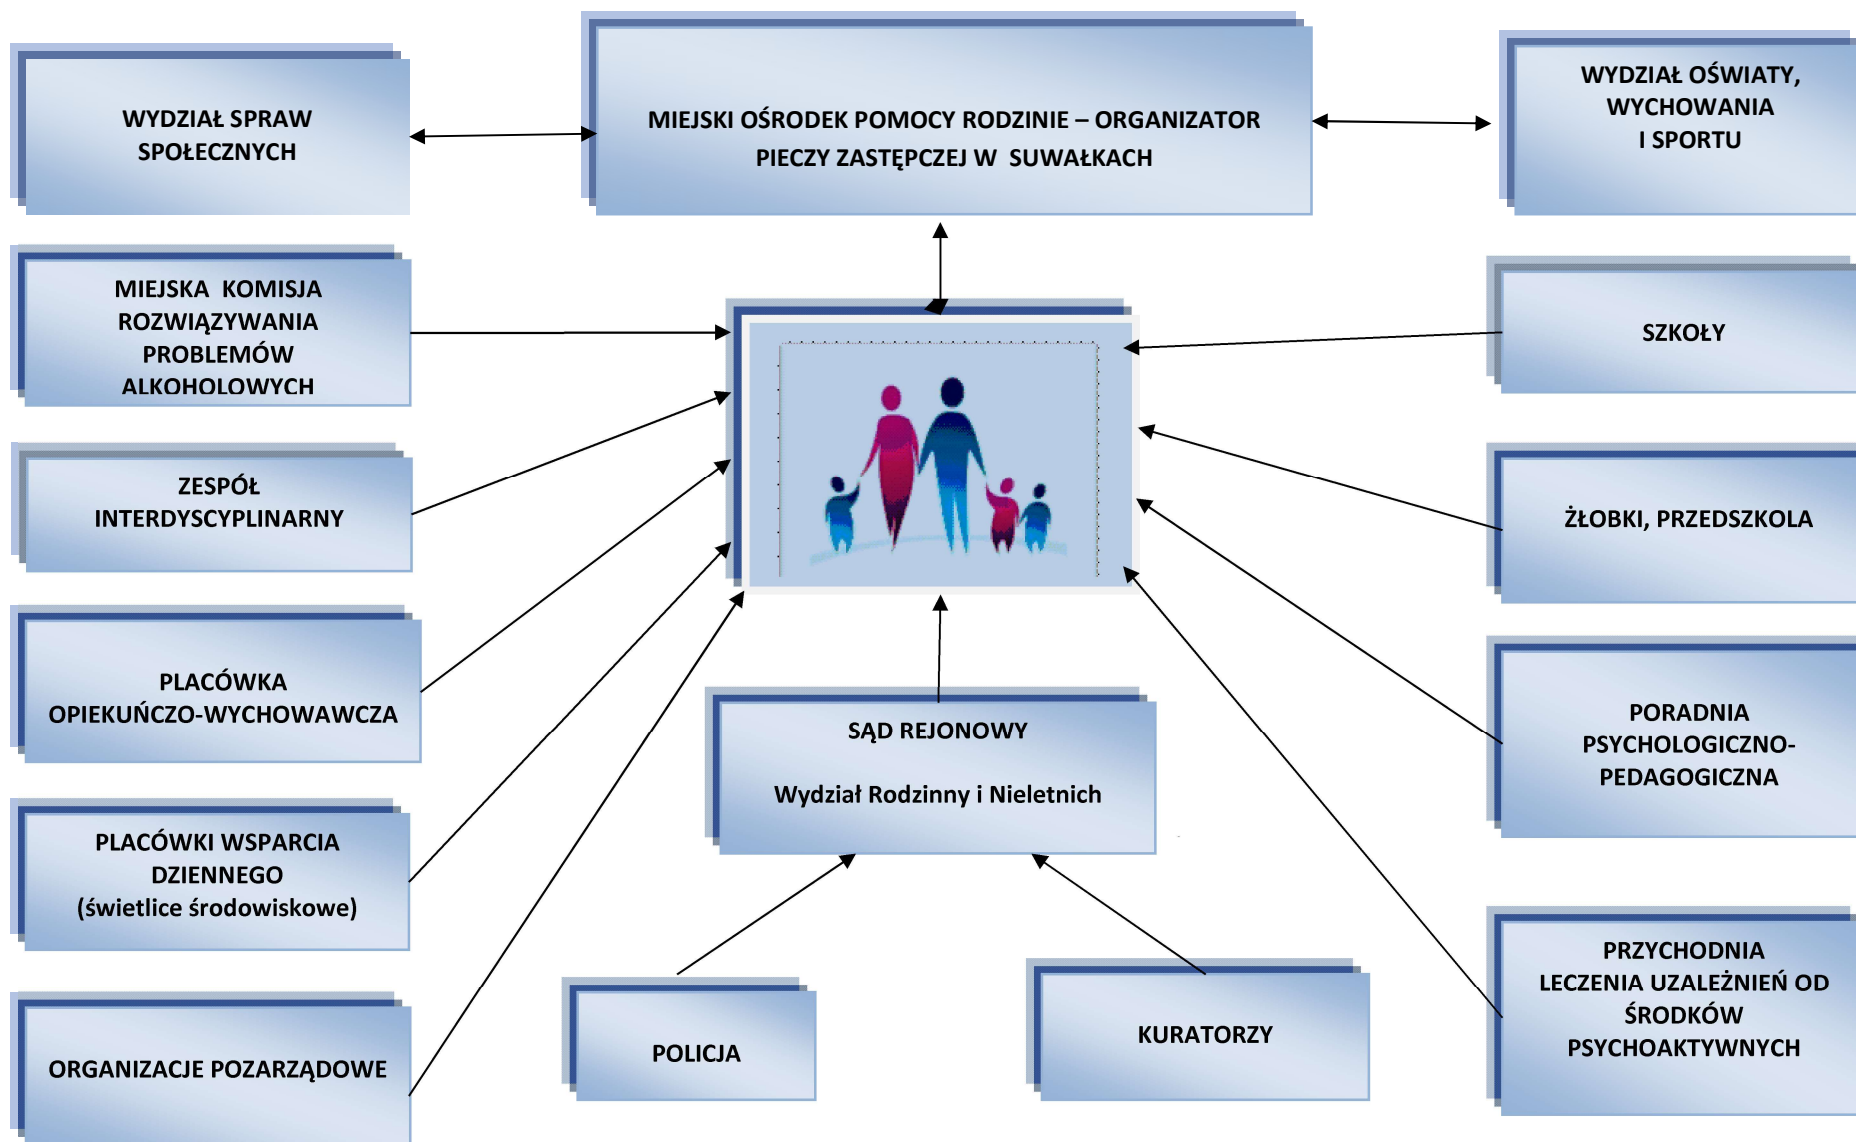 WYDZIAŁ SPRAW
SPOŁECZNYCH
MIEJSKI OŚRODEK POMOCY RODZINIE – ORGANIZATOR
PIECZY ZASTĘPCZEJ W  SUWAŁKACH
WYDZIAŁ OŚWIATY,
WYCHOWANIA
I SPORTU
MIEJSKA  KOMISJA
ROZWIĄZYWANIA
PROBLEMÓW
ALKOHOLOWYCH
SZKOŁY
ZESPÓŁ
INTERDYSCYPLINARNY
ŻŁOBKI, PRZEDSZKOLA
PLACÓWKA
OPIEKUŃCZO-WYCHOWAWCZA
SĄD REJONOWY
Wydział Rodzinny i Nieletnich
PORADNIA
PSYCHOLOGICZNO-
PEDAGOGICZNA
PLACÓWKI WSPARCIA
DZIENNEGO
(świetlice środowiskowe)
PRZYCHODNIA
LECZENIA UZALEŻNIEŃ OD
ŚRODKÓW
PSYCHOAKTYWNYCH
ORGANIZACJE POZARZĄDOWE
POLICJA
KURATORZY